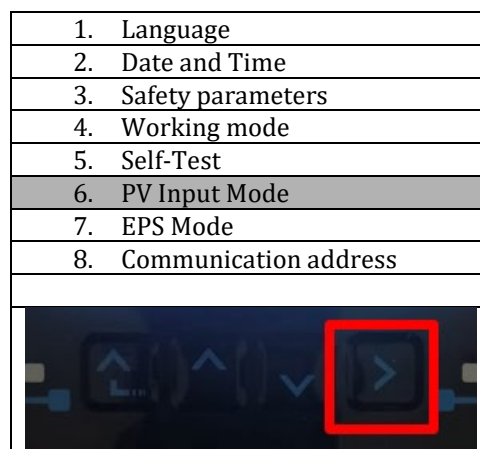 1. Language
2. Date and Time
3. Safety parameters
4. Working mode
5. Self-Test
6. PV Input Mode
7. EPS Mode
8. Communication address